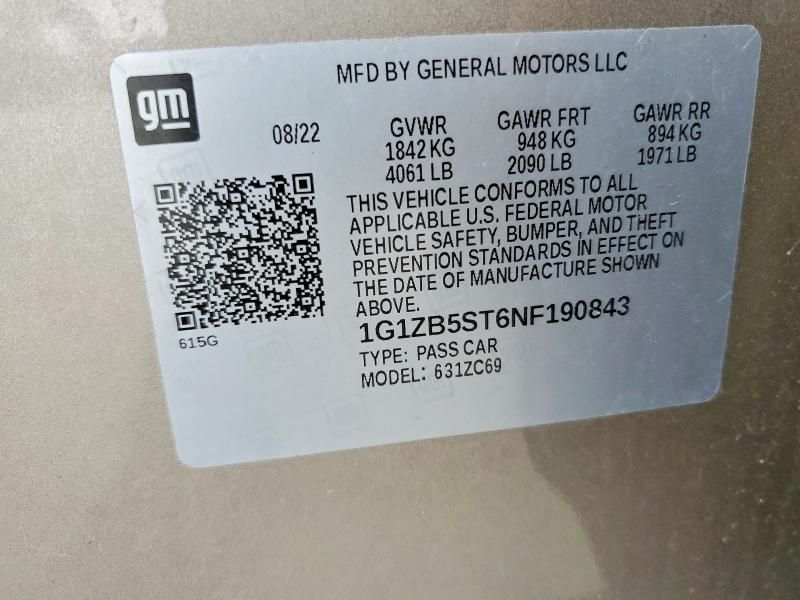 MFD BY GENERAL MOTORS LLC
gm
08/22
GVWR
1842 KG
4061 LB
GAWR FRT
948 KG
2090 LB
GAWR RR
894 KG
1971 LB
THIS VEHICLE CONFORMS TO ALL
APPLICABLE U.S. FEDERAL MOTOR
VEHICLE SAFETY, BUMPER, AND THEFT
PREVENTION STANDARDS IN EFFECT ON
THE DATE OF MANUFACTURE SHOWN
ABOVE.
1G1ZB5ST6NF190843
TYPE: PASS CAR
MODEL: 631ZC69
615G